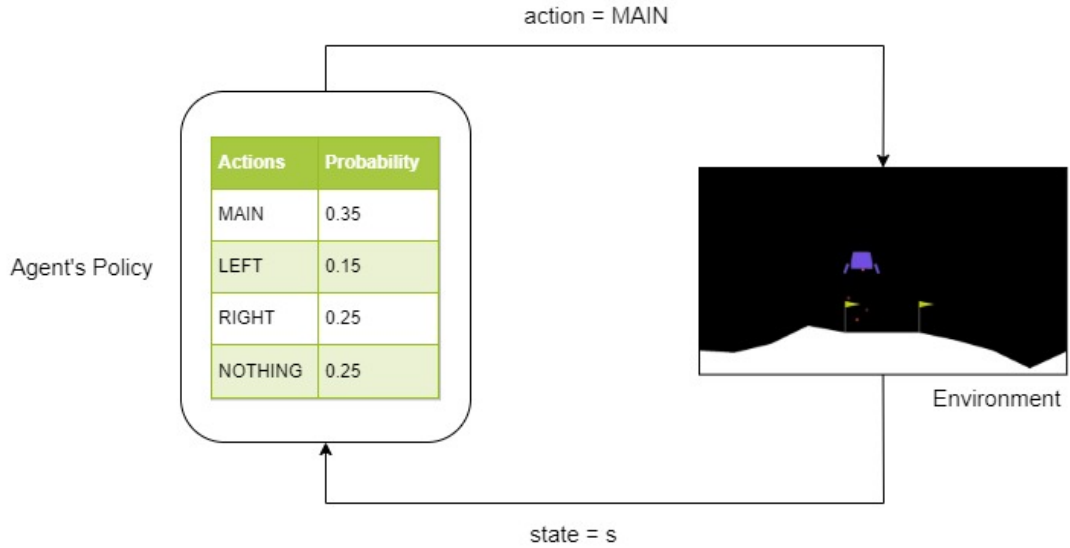 action = MAIN
Actions Probability
MAIN 0.35
LEFT 0.15
RIGHT 0.25
NOTHING 0.25
Agent's Policy
Environment
state = s